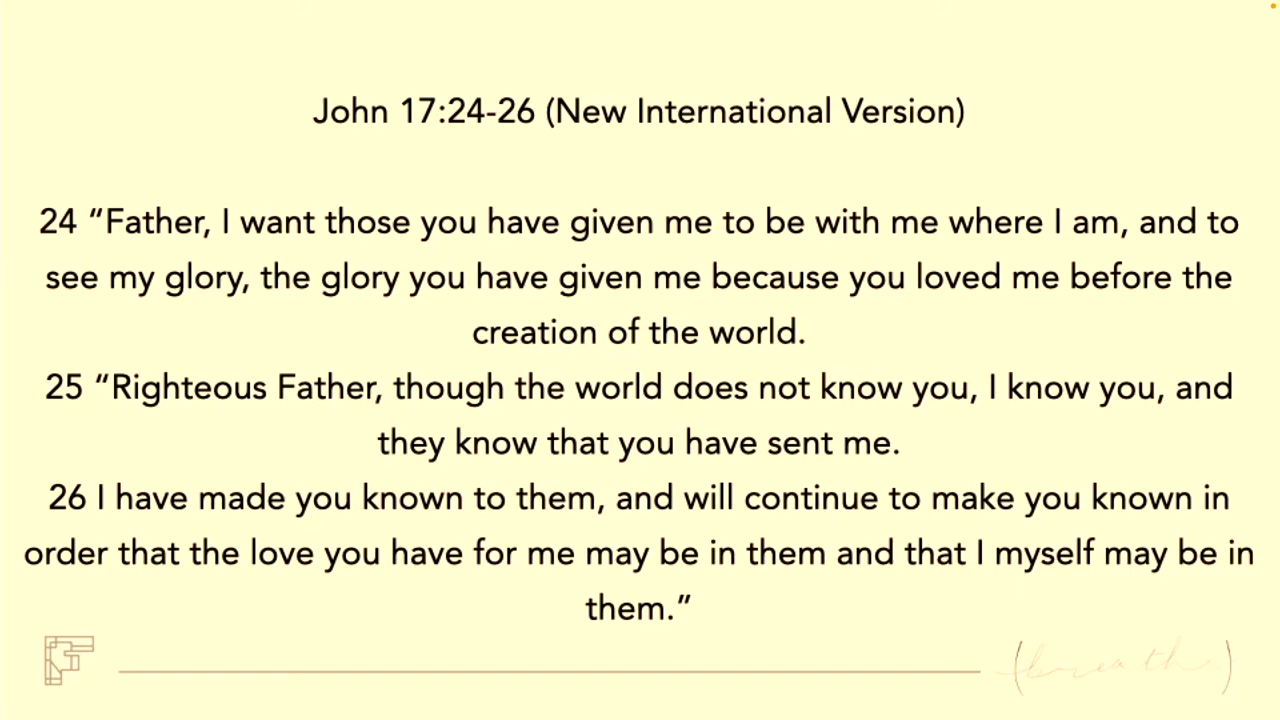 John 17:24-26 (New International Version)
24 “Father, I want those you have given me to be with me where I am, and to
see my glory, the glory you have given me because you loved me before the
creation of the world.
25 “Righteous Father, though the world does not know you, I know you, and
they know that you have sent me.
26 I have made you known to them, and will continue to make you known in
order that the love you have for me may be in them and that I myself may be in
them.”
(breath)